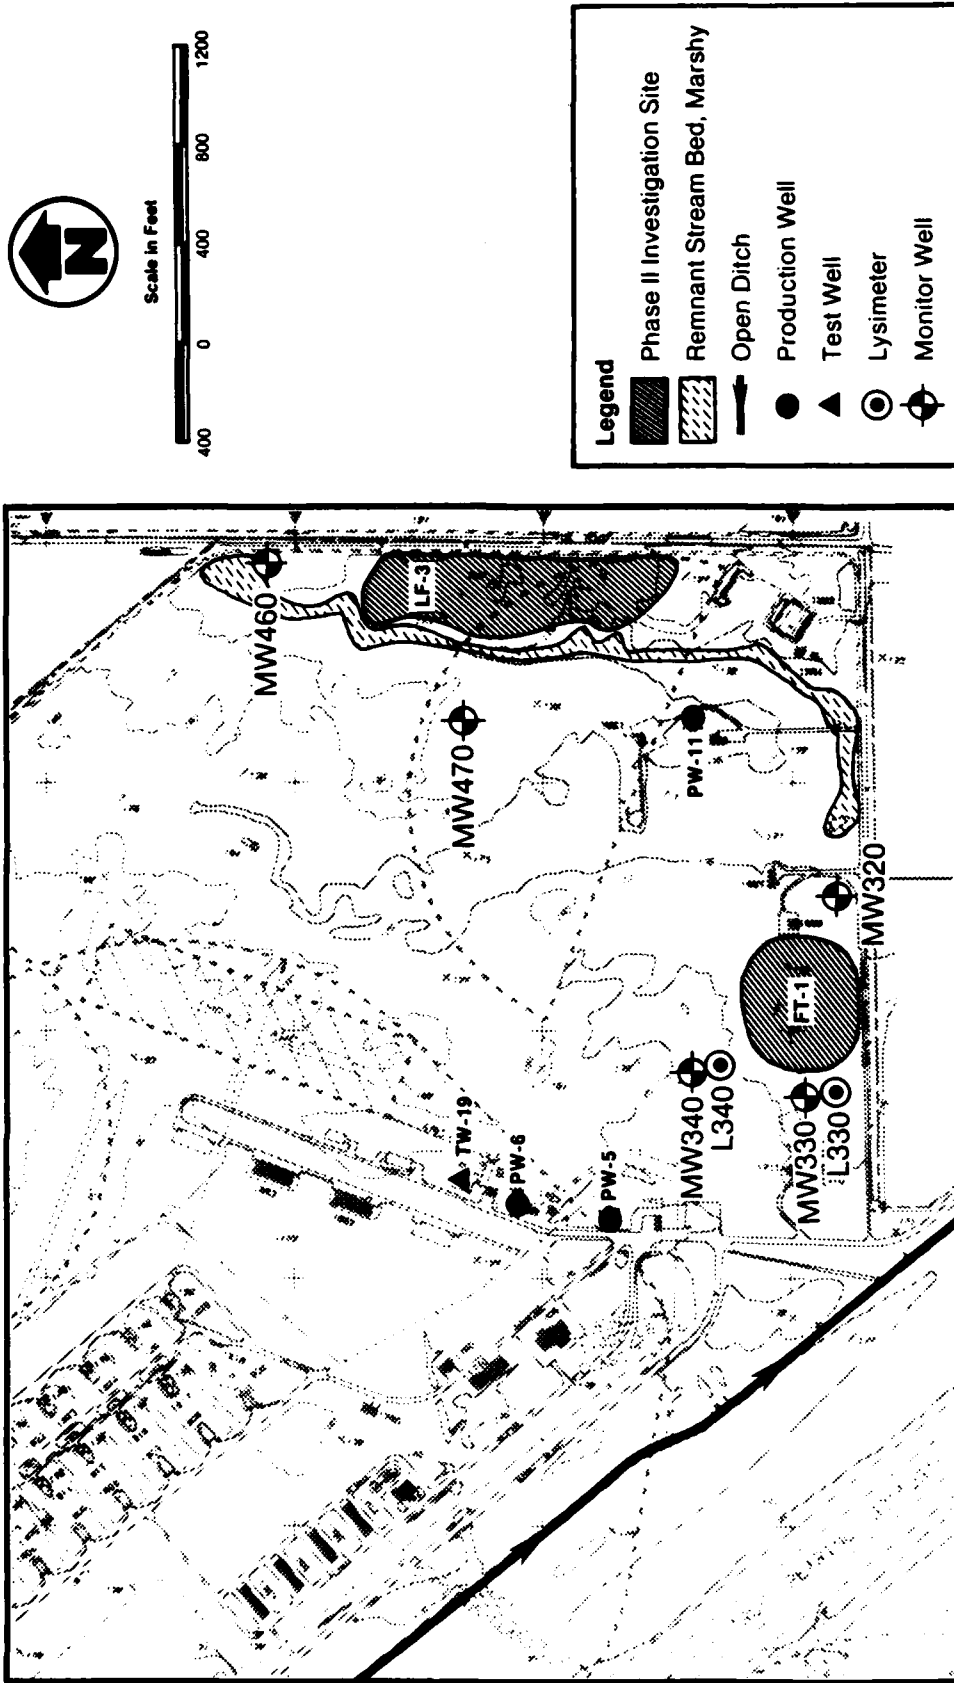 N
Scale in Feet
400 0 400 800 1200
Legend
Phase II Investigation Site
Remnant Stream Bed, Marshy
Open Ditch
Production Well
Test Well
Lysimeter
Monitor Well
MW460
LF-3
MW470
PW-11
MW320
FT-1
TW-19
PW-6
PW-5
MW340
L340
MW330
L330